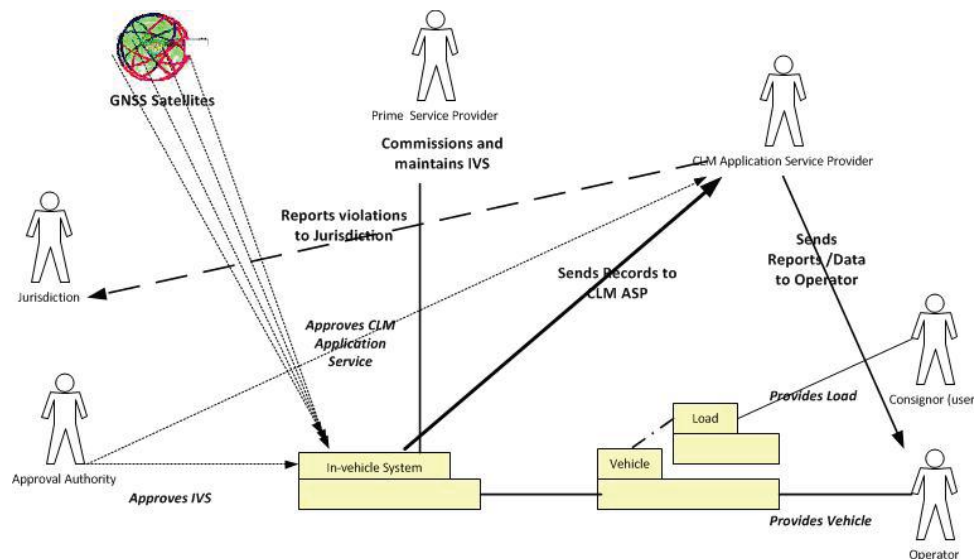 GNSS Satellites
Prime Service Provider
Commissions and
maintains IVS
CLM Application Service Provider
Reports violations
to Jurisdiction
Sends
Reports /Data
to Operator
Sends Records to
CLM ASP
Jurisdiction
Approves CLM
Application
Service
Provides Load
Consignor (user
Load
In-vehicle System
Vehicle
Approval Authority
Approves IVS
Provides Vehicle
Operator